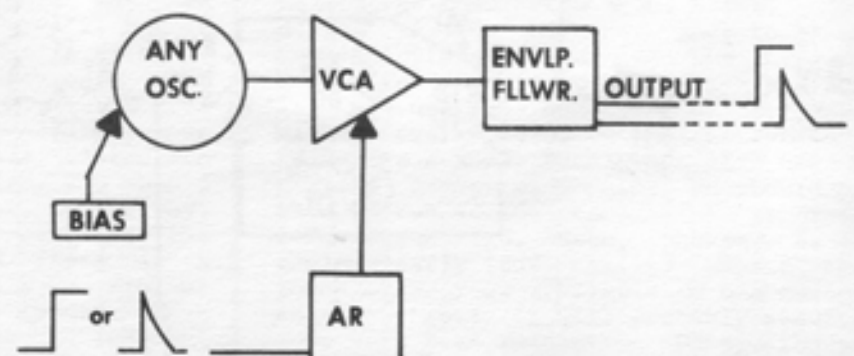 ANY
OSC.
VCA
ENVLP.
FLLWR.
OUTPUT
BIAS
or
AR